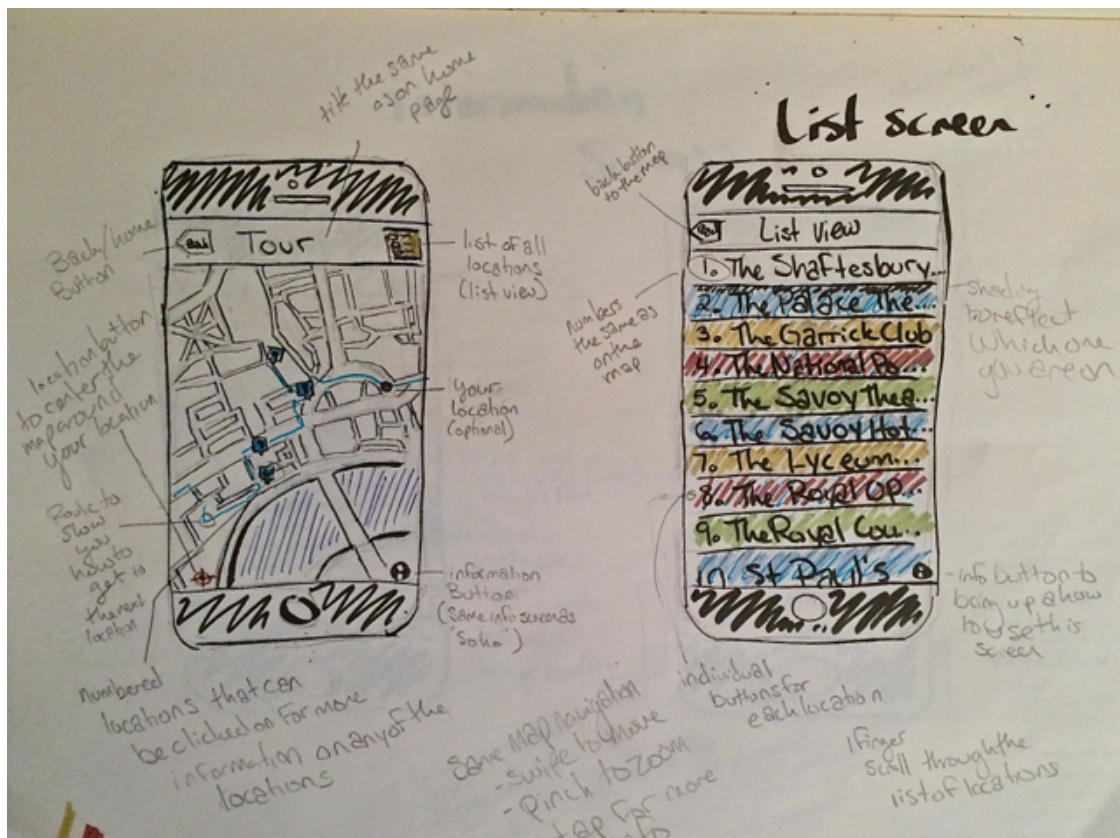 title the same
as on home
page
List screen
back button
to the map
Back/home
Button
Tour
list of all
locations
(list view)
List View
1. The Shaftesbury...
2. The Palace The...
3. The Garrick Club
4. The National Po...
5. The Savoy Thea...
6. The Savoy Hot...
7. The Lyceum...
8. The Royal Op...
9. The Royal Cou...
St Paul's
location button
to center the
map around
your location
your
location
(optional)
numbers
the same as
on the
map
shading
to reflect
which one
you are on
Route to
show
you
how to
get to
the next
location
information
Button
(same info screen as
"Soho")
info button to
bring up a how
to use this
screen
numbered
locations that can
be clicked on for more
information on any of the
locations
individual
buttons for
each location
same map navigation
- swipe to move
- pinch to zoom
tap for more
info
1 finger
scroll through the
list of locations